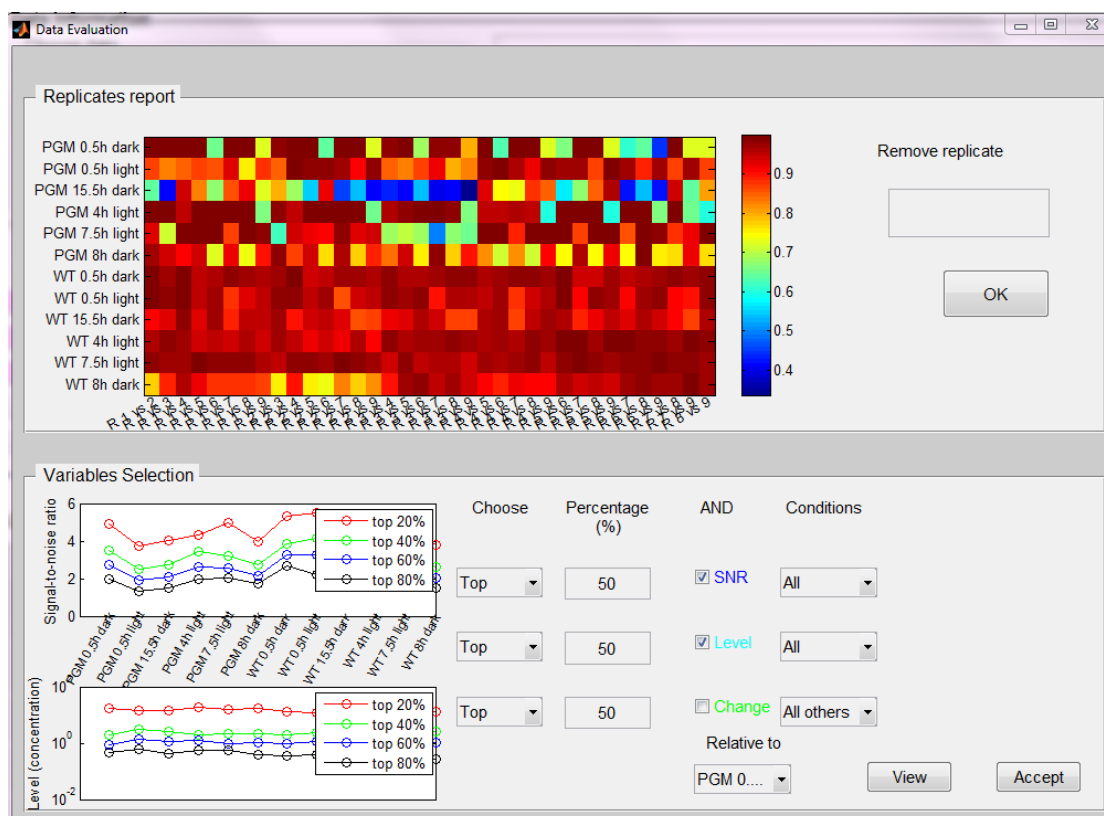 Data Evaluation
Replicates report
PGM 0.5h dark
PGM 0.5h light
PGM 15.5h dark
PGM 4h light
PGM 7.5h light
PGM 8h dark
WT 0.5h dark
WT 0.5h light
WT 15.5h dark
WT 4h light
WT 7.5h light
WT 8h dark
0.9
0.8
0.7
0.6
0.5
0.4
Remove replicate
OK
Variables Selection
Signal-to-noise ratio
6
4
2
0
top 20%
top 40%
top 60%
top 80%
PGM 0.5h dark
PGM 0.5h light
PGM 15.5h dark
PGM 4h light
PGM 7.5h light
PGM 8h dark
WT 0.5h dark
WT 0.5h light
WT 15.5h dark
WT 4h light
WT 7.5h light
WT 8h dark
Level (concentration)
10
10^0
10^-2
top 20%
top 40%
top 60%
top 80%
Choose Percentage (%) AND Conditions
Top 50 SNR All
Top 50 Level All
Top 50 Change All others
Relative to
PGM 0.... View Accept